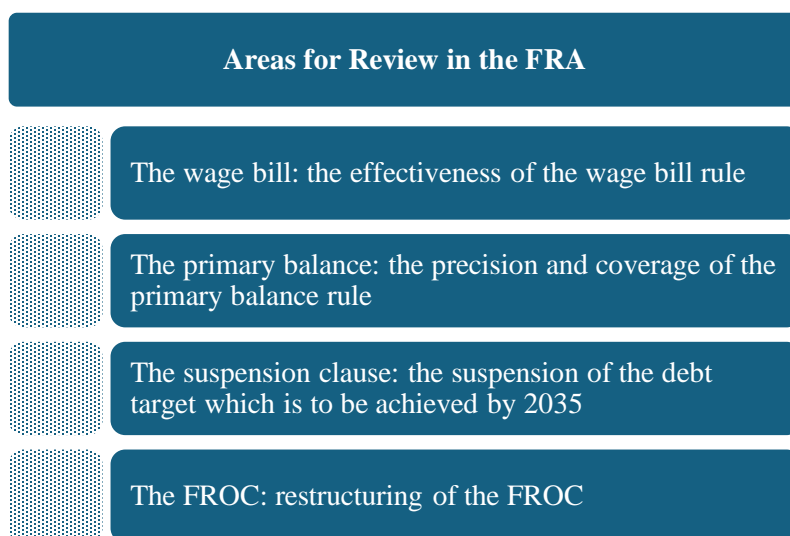 Areas for Review in the FRA
The wage bill: the effectiveness of the wage bill rule
The primary balance: the precision and coverage of the
primary balance rule
The suspension clause: the suspension of the debt
target which is to be achieved by 2035
The FROC: restructuring of the FROC